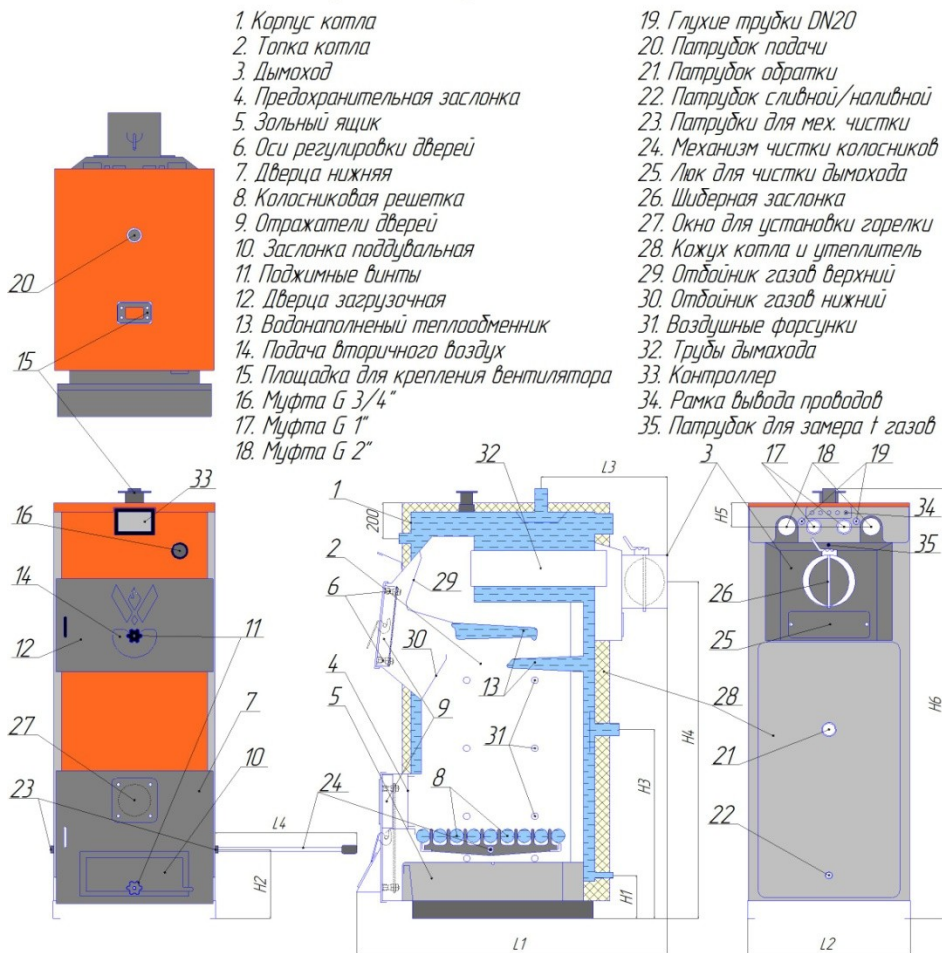 1. Корпус котла
2. Топка котла
3. Дымоход
4. Предохранительная заслонка
5. Зольный ящик
6. Оси регулировки дверей
7. Дверца нижняя
8. Колосниковая решетка
9. Отражатели дверей
10. Заслонка поддувальная
11. Поджимные винты
12. Дверца загрузочная
13. Водонаполненый теплообменник
14. Подача вторичного воздух
15. Площадка для крепления вентилятора
16. Муфта G 3/4"
17. Муфта G 1"
18. Муфта G 2"
19. Глухие трубки DN20
20. Патрубок подачи
21. Патрубок обратки
22. Патрубок сливной/наливной
23. Патрубки для мех. чистки
24. Механизм чистки колосников
25. Люк для чистки дымохода
26. Шиберная заслонка
27. Окно для установки горелки
28. Кожух котла и утеплитель
29. Отбойник газов верхний
30. Отбойник газов нижний
31. Воздушные форсунки
32. Трубы дымахода
33. Контроллер
34. Рамка вывода проводов
35. Патрубок для замера t газов
20
15
33
16
14
12
11
7
27
10
23
24
L4
H2
32
L3
1
200
2
29
6
30
4
13
5
9
31
8
H4
H3
H1
L1
3
17
18
19
H5
34
35
26
25
28
H6
21
22
L2